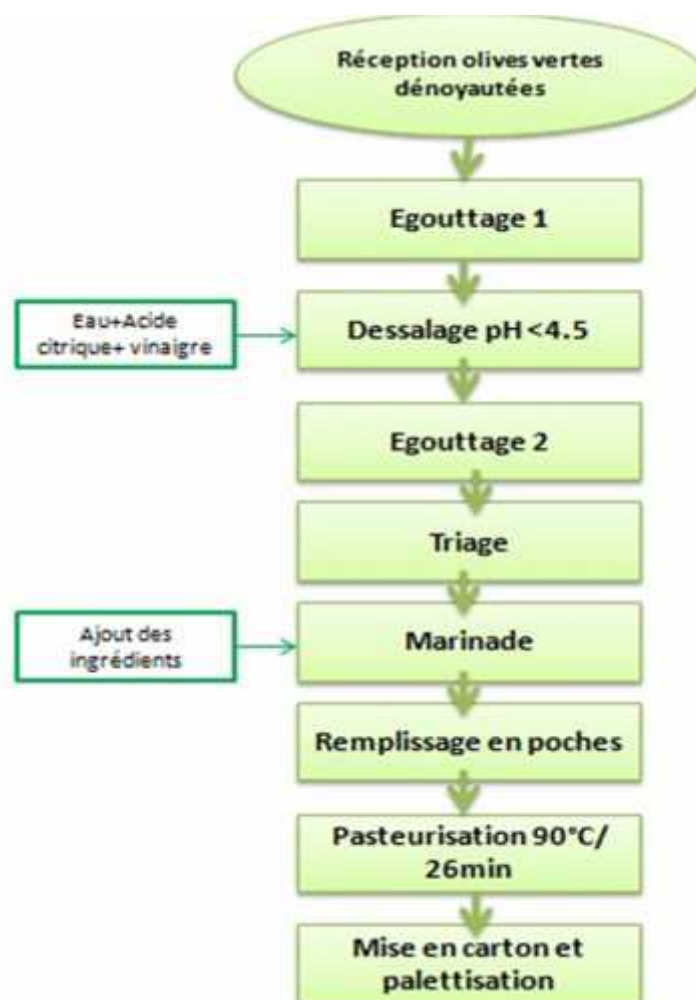 Réception olives vertes
dénoyautées
Egouttage 1
Eau+Acide
citrique+ vinaigre
Dessalage pH <4.5
Egouttage 2
Triage
Ajout des
ingrédients
Marinade
Remplissage en poches
Pasteurisation 90°C/
26min
Mise en carton et
palettisation